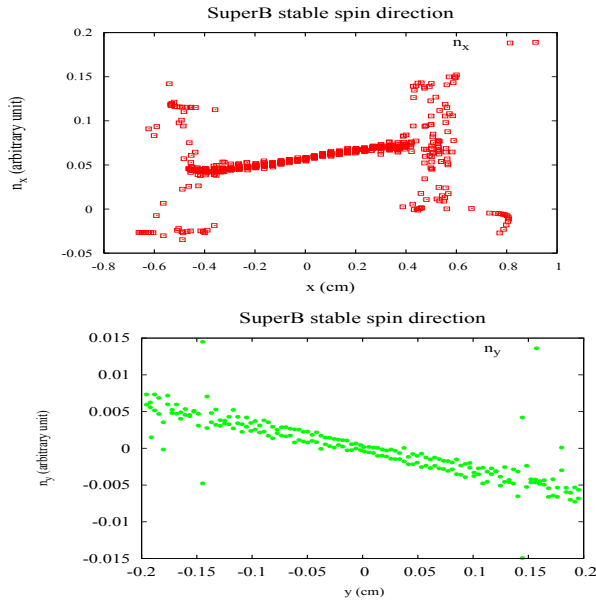 SuperB stable spin direction
0.2
n_x
0.15
0.1
0.05
0
-0.05
n_x (arbitrary unit)
-0.8 -0.6 -0.4 -0.2 0 0.2 0.4 0.6 0.8 1
x (cm)
SuperB stable spin direction
0.015
n_y
0.01
0.005
0
-0.005
-0.01
-0.015
n_y (arbitrary unit)
-0.2 -0.15 -0.1 -0.05 0 0.05 0.1 0.15 0.2
y (cm)